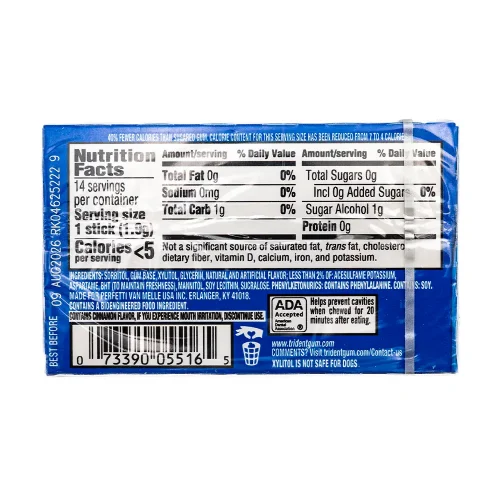 40% FEWER CALORIES THAN SUGARED GUM. CALORIE CONTENT FOR THIS SERVING SIZE HAS BEEN REDUCED FROM 7 TO 4 CALORIES
Nutrition Facts
14 servings per container
Serving size
1 stick (1.9g)
Calories <5
per serving
Amount/serving % Daily Value
Total Fat 0g 0%
Sodium 0mg 0%
Total Carb 1g 0%
Amount/serving % Daily Value
Total Sugars 0g
Incl 0g Added Sugars 0%
Sugar Alcohol 1g
Protein 0g
Not a significant source of saturated fat, trans fat, cholesterol
dietary fiber, vitamin D, calcium, iron, and potassium.
INGREDIENTS: SORBITOL, GUM BASE, XYLITOL, GLYCERIN, NATURAL AND ARTIFICIAL FLAVOR; LESS THAN 2% OF: ACESULFAME POTASSIUM,
ASPARTAME, BHT (TO MAINTAIN FRESHNESS), MANNITOL, SOY LECITHIN, SUCRALOSE. PHENYLKETONURICS: CONTAINS PHENYLALANINE. CONTAINS: SOY.
MADE FOR PERFETTI VAN MELLE USA INC. ERLANGER, KY 41018.
CONTAINS A BIOENGINEERED FOOD INGREDIENT.
CONTAINS CINNAMON FLAVOR, IF YOU EXPERIENCE MOUTH IRRITATION, DISCONTINUE USE.
0 73390 05516 5
ADA
Accepted
American
Dental
Association
Helps prevent cavities
when chewed for 20
minutes after eating.
www.tridentgum.com
COMMENTS? Visit tridentgum.com/Contact-us
XYLITOL IS NOT SAFE FOR DOGS
BEST BEFORE 09 AU2026 RK04625222 9